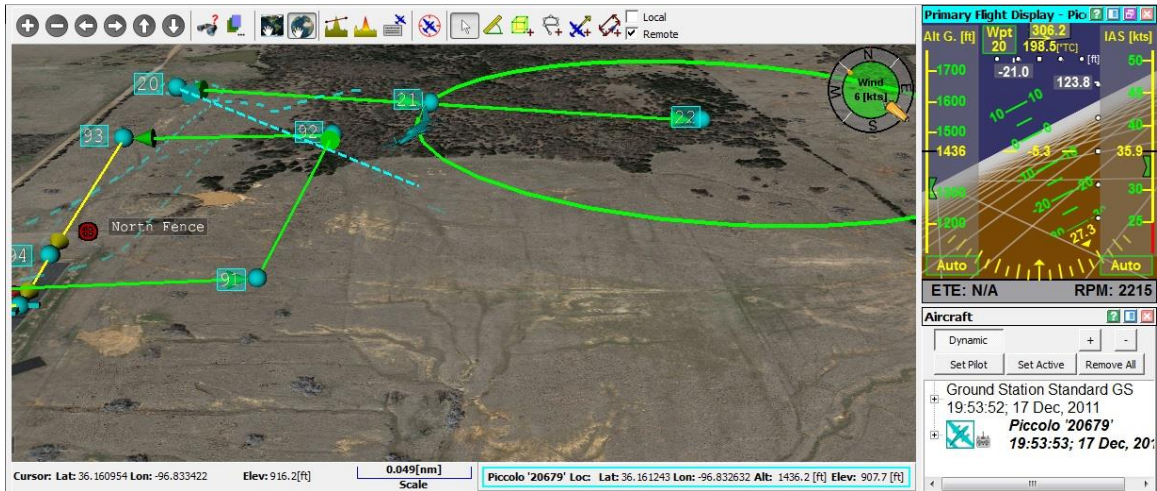 Local
Remote
20
21
22
93
92
Wind
6 [kts]
N
E
S
W
North Fence
94
91
Cursor: Lat: 36.160954 Lon: -96.833422 Elev: 916.2[ft]
0.049[nm]
Scale
Piccolo '20679' Loc: Lat: 36.161243 Lon: -96.832632 Alt: 1436.2 [ft] Elev: 907.7 [ft]
Primary Flight Display - Pic
Alt G. [ft]
Wpt
20
306.2
198.5[°TC]
IAS [kts]
[ft]
-21.0
123.8
1700
1600
1500
1436
1200
50
45
40
35.9
30
25
10
10
0
0
-5.3
-10
-10
-20
-20
-30
27.3
Auto
Auto
ETE: N/A
RPM: 2215
Aircraft
Dynamic
+
-
Set Pilot
Set Active
Remove All
Ground Station Standard GS
19:53:52; 17 Dec, 2011
Piccolo '20679'
19:53:53; 17 Dec, 20